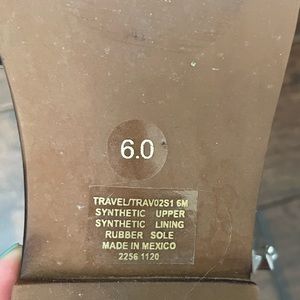 6.0
TRAVEL/TRAV02S1 6M
SYNTHETIC UPPER
SYNTHETIC LINING
RUBBER SOLE
MADE IN MEXICO
2256 1120